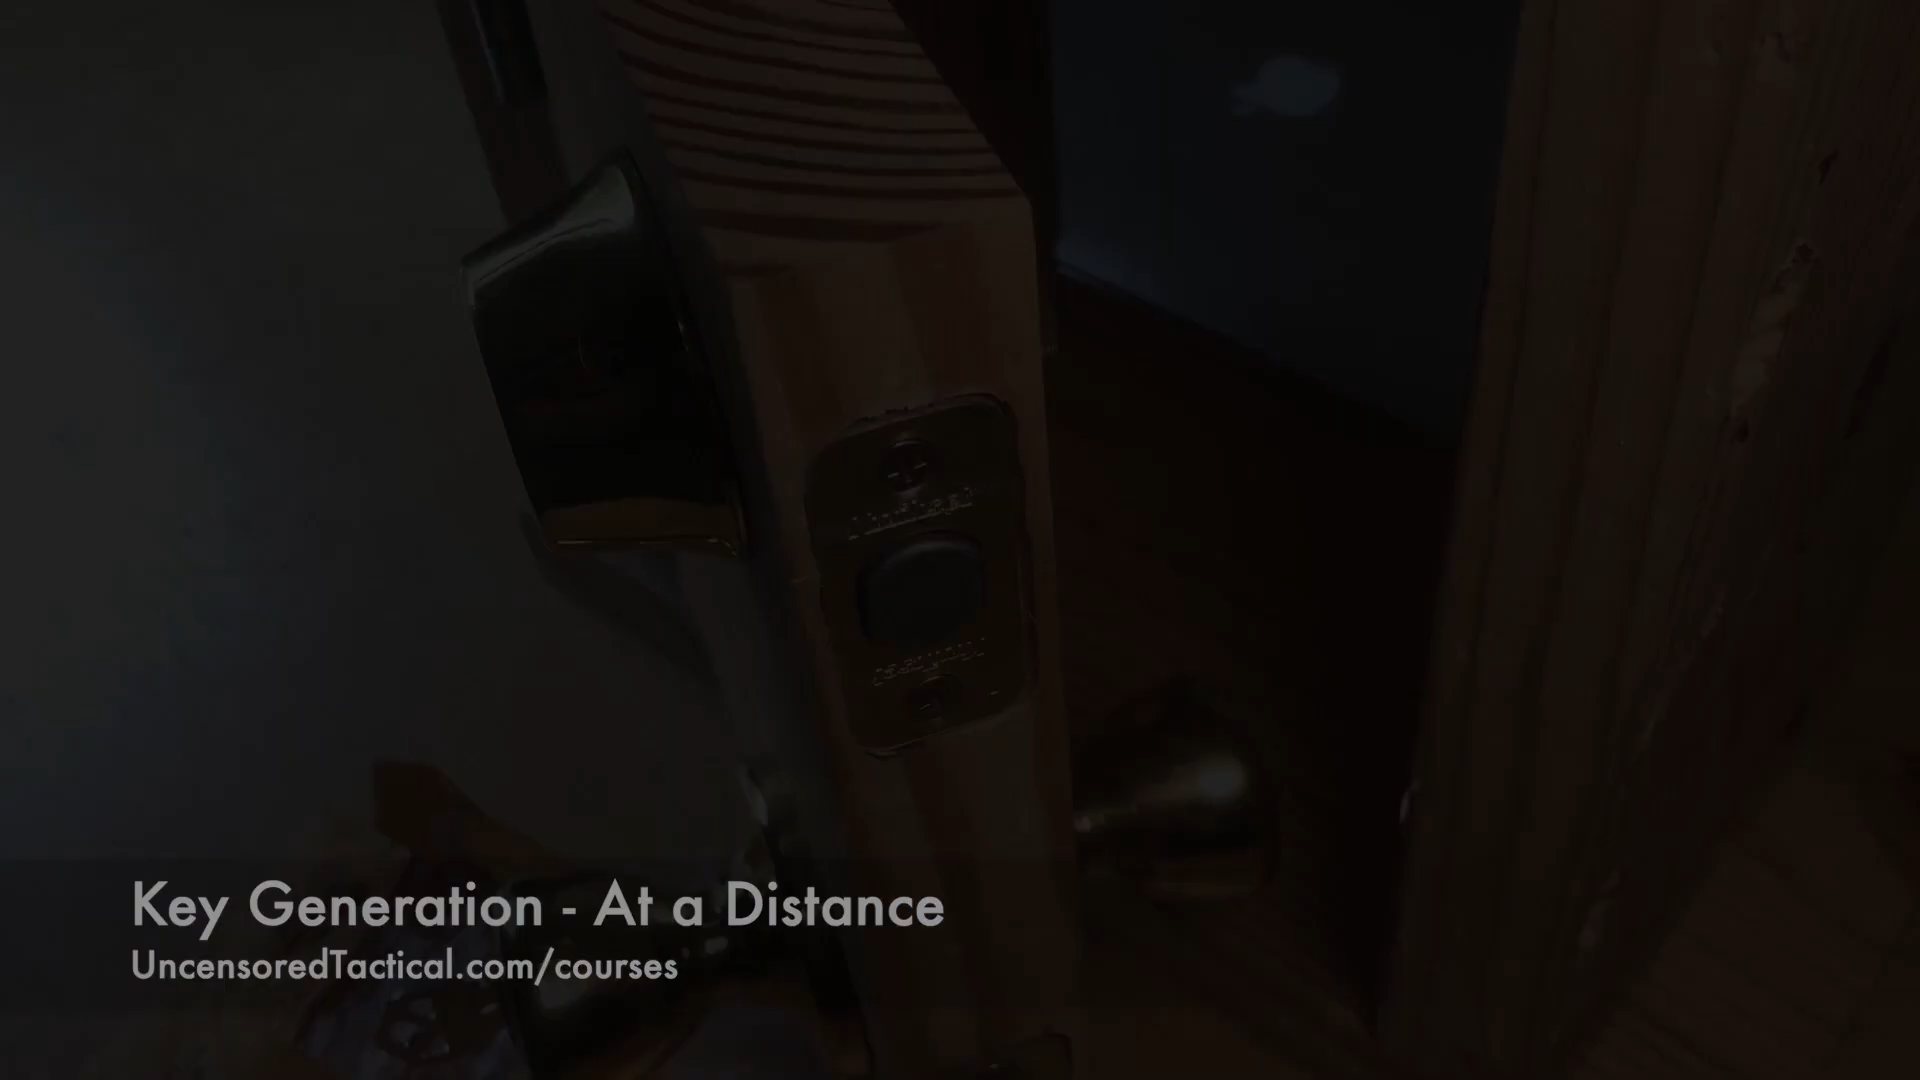 Key Generation - At a Distance
UncensoredTactical.com/courses